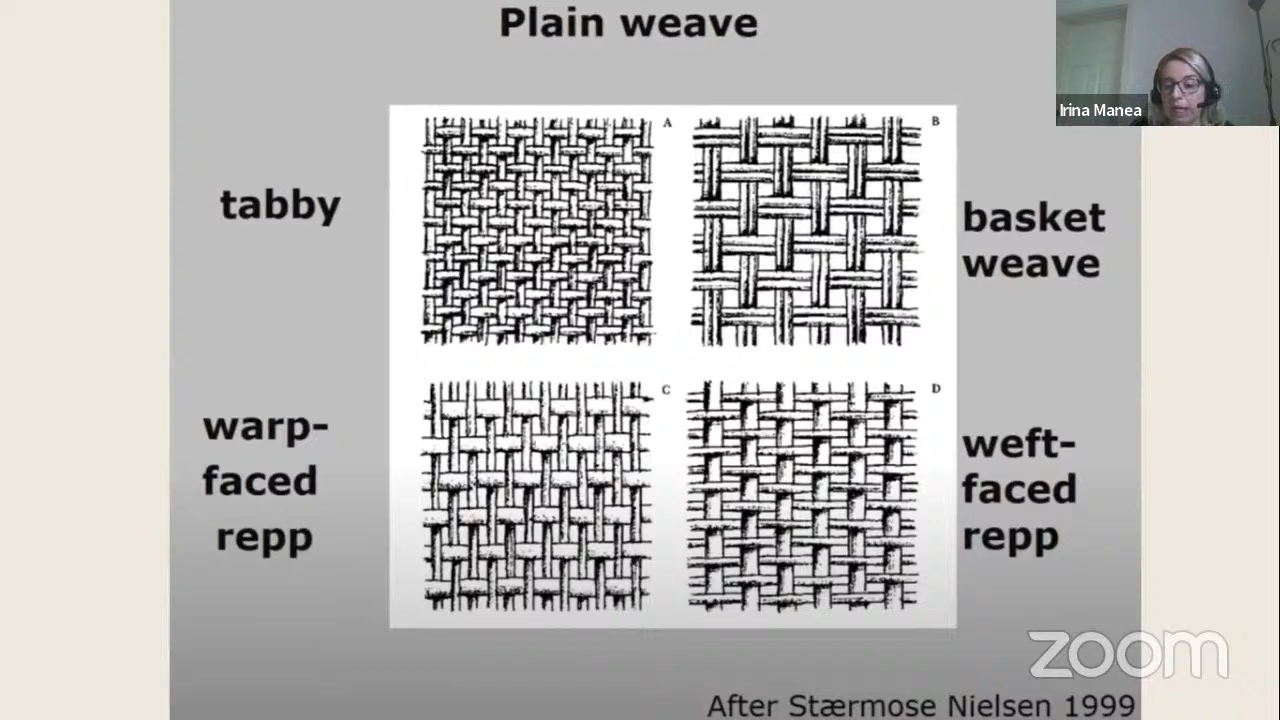 Plain weave
Irina Manea
A
B
tabby
basket
weave
C
D
warp-
faced
repp
weft-
faced
repp
zoom
After Stærmose Nielsen 1999